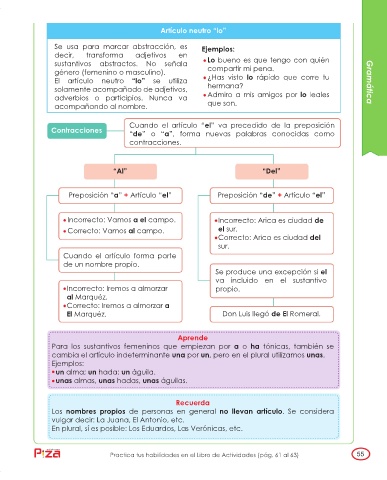 Artículo neutro "lo"
Se usa para marcar abstracción, es
decir, transforma adjetivos en
sustantivos abstractos. No señala
género (femenino o masculino).
El artículo neutro "lo" se utiliza
solamente acompañado de adjetivos,
adverbios o participios. Nunca va
acompañando al nombre.
Ejemplos:
•Lo bueno es que tengo con quién
compartir mi pena.
•¿Has visto lo rápido que corre tu
hermana?
•Admiro a mis amigos por lo leales
que son.
Gramática
Contracciones
Cuando el artículo "el" va precedido de la preposición
"de" o "a", forma nuevas palabras conocidas como
contracciones.
"Al"
Preposición "a" + Artículo "el"
•Incorrecto: Vamos a el campo.
•Correcto: Vamos al campo.
Cuando el artículo forma parte
de un nombre propio.
•Incorrecto: Iremos a almorzar
al Marquéz.
•Correcto: Iremos a almorzar a
El Marquéz.
"Del"
Preposición "de" + Artículo "el"
•Incorrecto: Arica es ciudad de
el sur.
•Correcto: Arica es ciudad del
sur.
Se produce una excepción si el
va incluido en el sustantivo
propio.
Don Luis llegó de El Romeral.
Aprende
Para los sustantivos femeninos que empiezan por a o ha tónicas, también se
cambia el artículo indeterminante una por un, pero en el plural utilizamos unas.
Ejemplos:
•un alma; un hada; un águila.
•unas almas, unas hadas, unas águilas.
Recuerda
Los nombres propios de personas en general no llevan artículo. Se considera
vulgar decir: La Juana, El Antonio, etc.
En plural, sí es posible: Los Eduardos, Las Verónicas, etc.
Pizza
Practica tus habilidades en el Libro de Actividades (pág. 61 al 63)
55